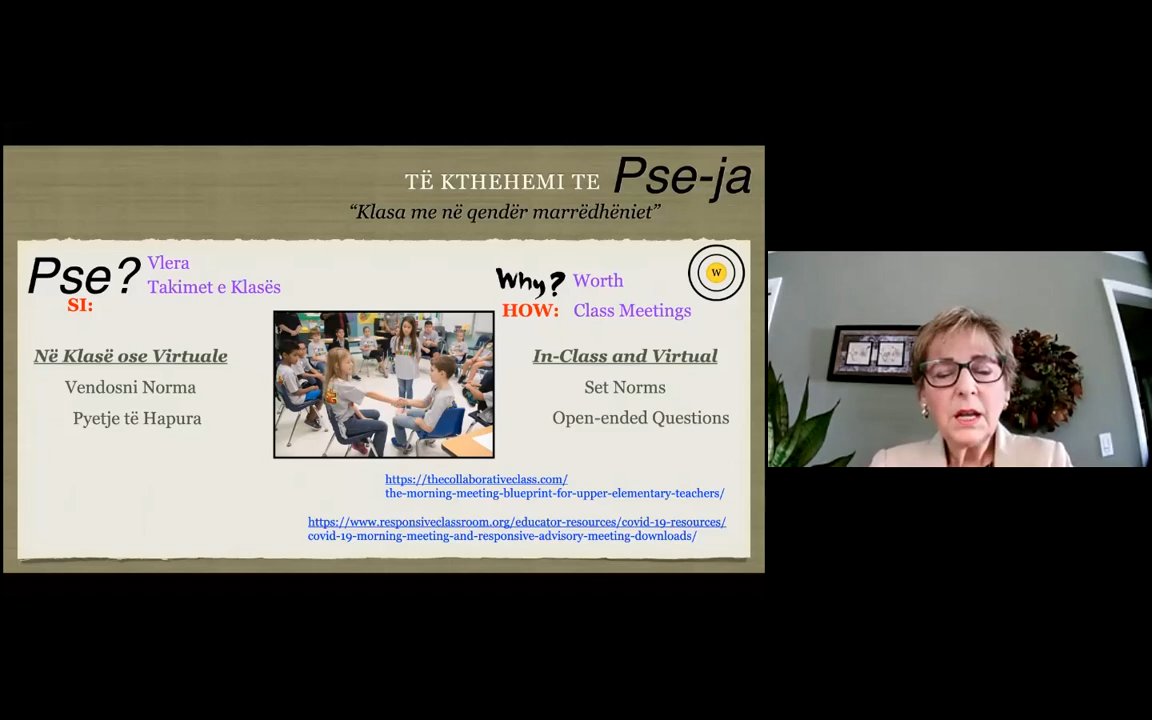 TË KTHEHEMI TE Pse-ja
“Klasa me në qendër marrëdhëniet”
Pse? Vlera
Takimet e Klasës
SI:
Në Klasë ose Virtuale
Vendosni Norma
Pyetje të Hapura
Why? Worth
HOW: Class Meetings
W
In-Class and Virtual
Set Norms
Open-ended Questions
https://thecollaborativeclass.com/
the-morning-meeting-blueprint-for-upper-elementary-teachers/
https://www.responsiveclassroom.org/educator-resources/covid-19-resources/
covid-19-morning-meeting-and-responsive-advisory-meeting-downloads/